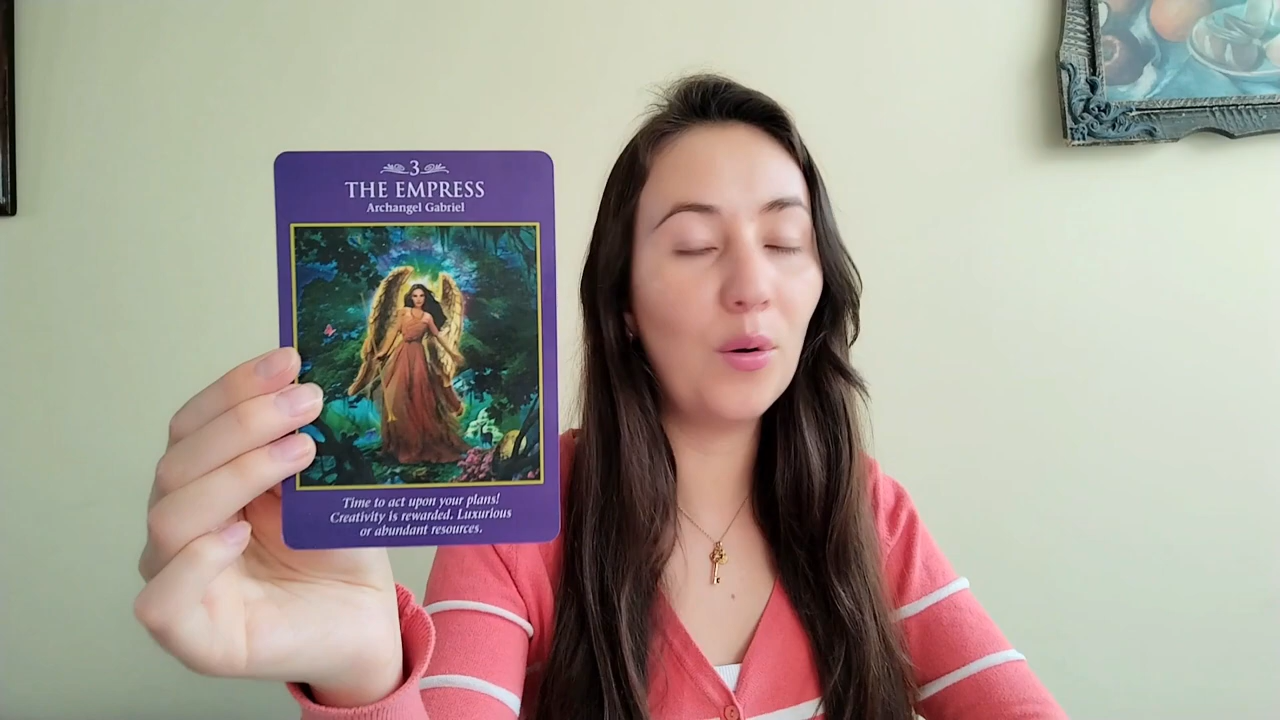 3
THE EMPRESS
Archangel Gabriel
Time to act upon your plans!
Creativity is rewarded. Luxurious
or abundant resources.